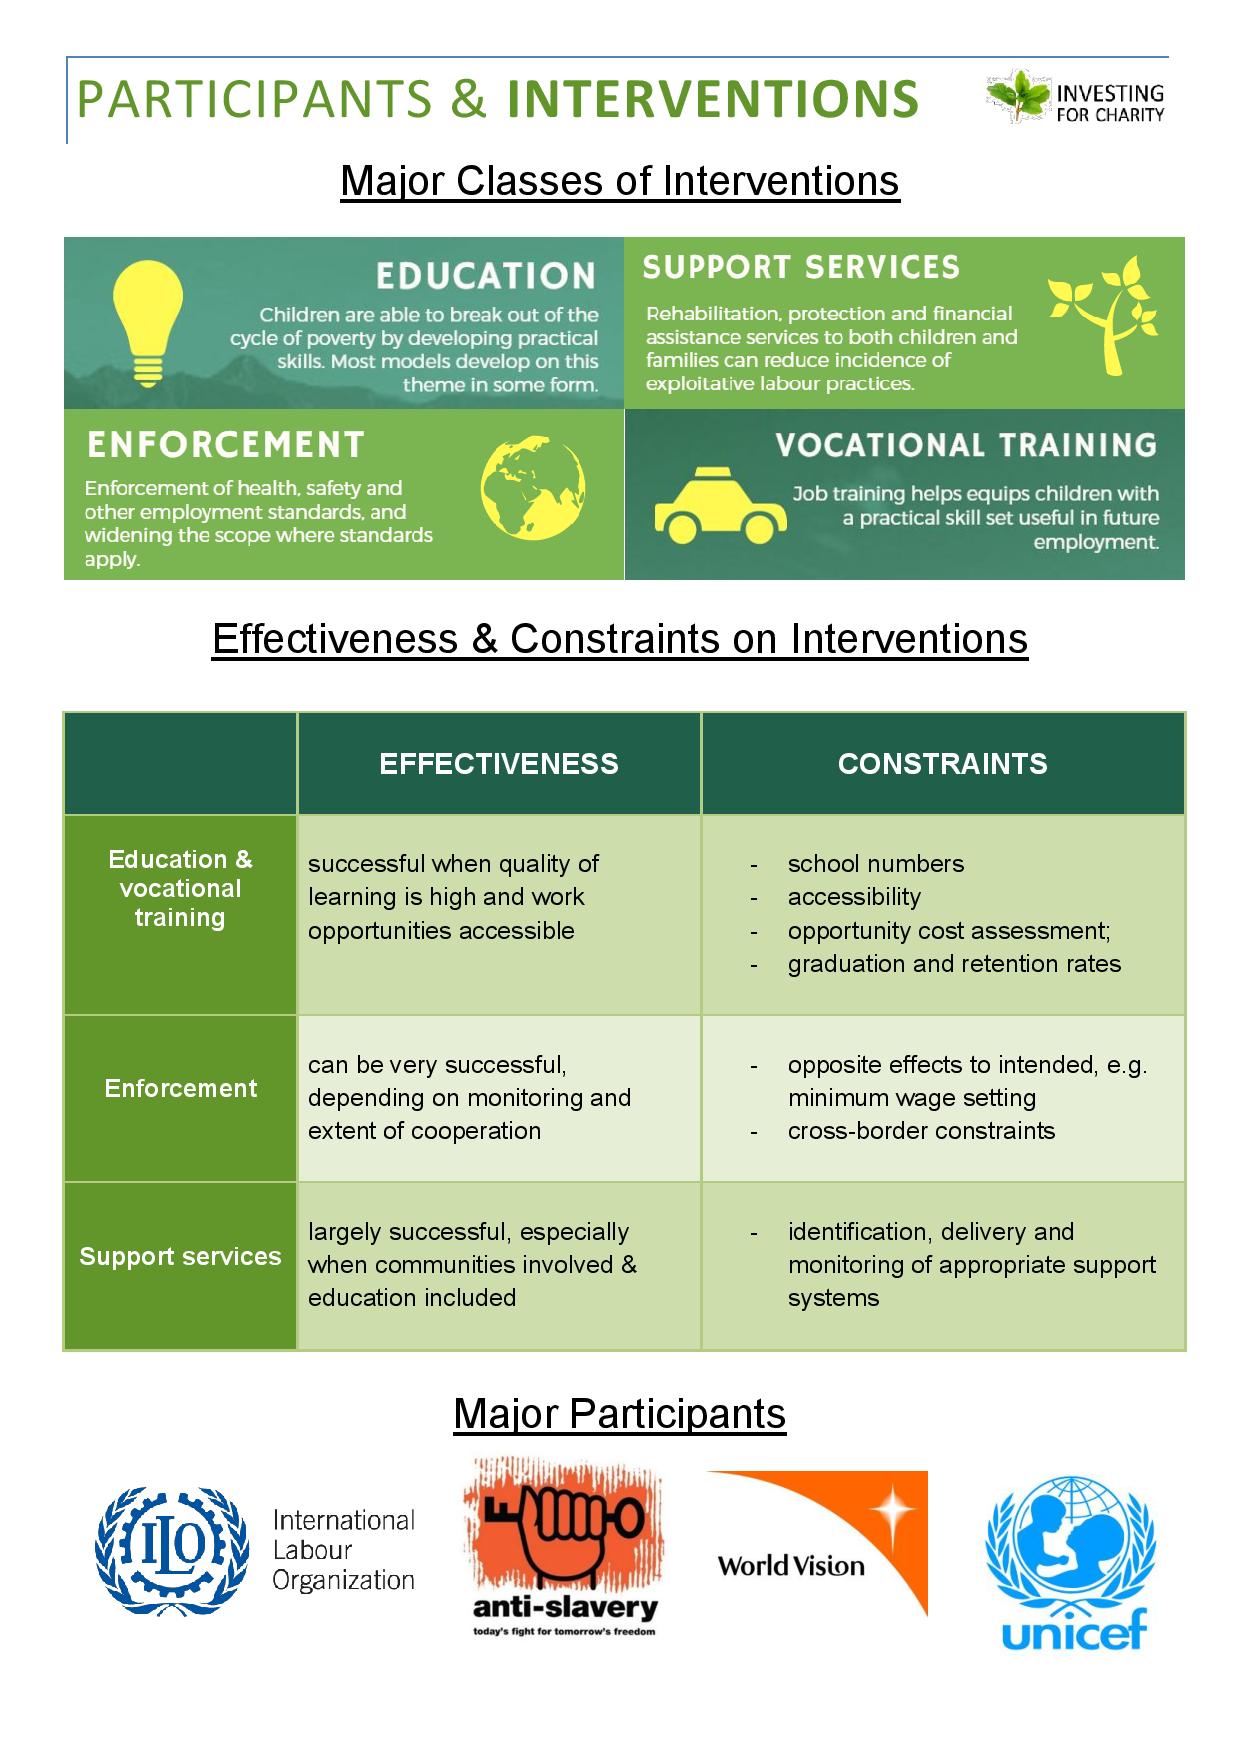 PARTICIPANTS & INTERVENTIONS
INVESTING
FOR CHARITY
Major Classes of Interventions
EDUCATION
Children are able to break out of the
cycle of poverty by developing practical
skills. Most models develop on this
theme in some form.
SUPPORT SERVICES
Rehabilitation, protection and financial
assistance services to both children and
families can reduce incidence of
exploitative labour practices.
ENFORCEMENT
Enforcement of health, safety and
other employment standards, and
widening the scope where standards
apply.
VOCATIONAL TRAINING
Job training helps equips children with
a practical skill set useful in future
employment.
Effectiveness & Constraints on Interventions
EFFECTIVENESS
CONSTRAINTS
Education &
vocational
training
successful when quality of
learning is high and work
opportunities accessible
- school numbers
- accessibility
- opportunity cost assessment;
- graduation and retention rates
Enforcement
can be very successful,
depending on monitoring and
extent of cooperation
- opposite effects to intended, e.g.
minimum wage setting
- cross-border constraints
Support services
largely successful, especially
when communities involved &
education included
- identification, delivery and
monitoring of appropriate support
systems
Major Participants
ILO
International
Labour
Organization
anti-slavery
today's fight for tomorrow's freedom
World Vision
unicef